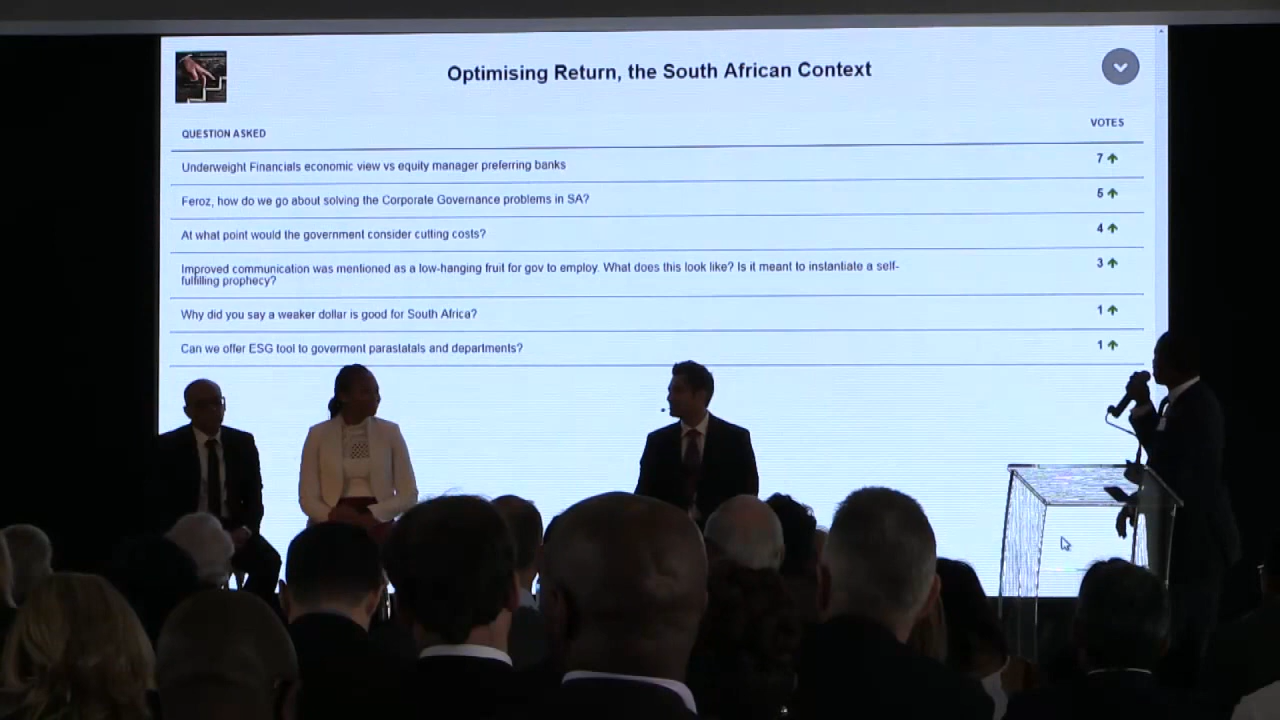 Optimising Return, the South African Context
QUESTION ASKED VOTES
Underweight Financials economic view vs equity manager preferring banks 7
Feroz, how do we go about solving the Corporate Governance problems in SA? 5
At what point would the government consider cutting costs? 4
Improved communication was mentioned as a low-hanging fruit for gov to employ. What does this look like? Is it meant to instantiate a self- 3
fulfilling prophecy?
Why did you say a weaker dollar is good for South Africa? 1
Can we offer ESG tool to goverment parastatals and departments? 1